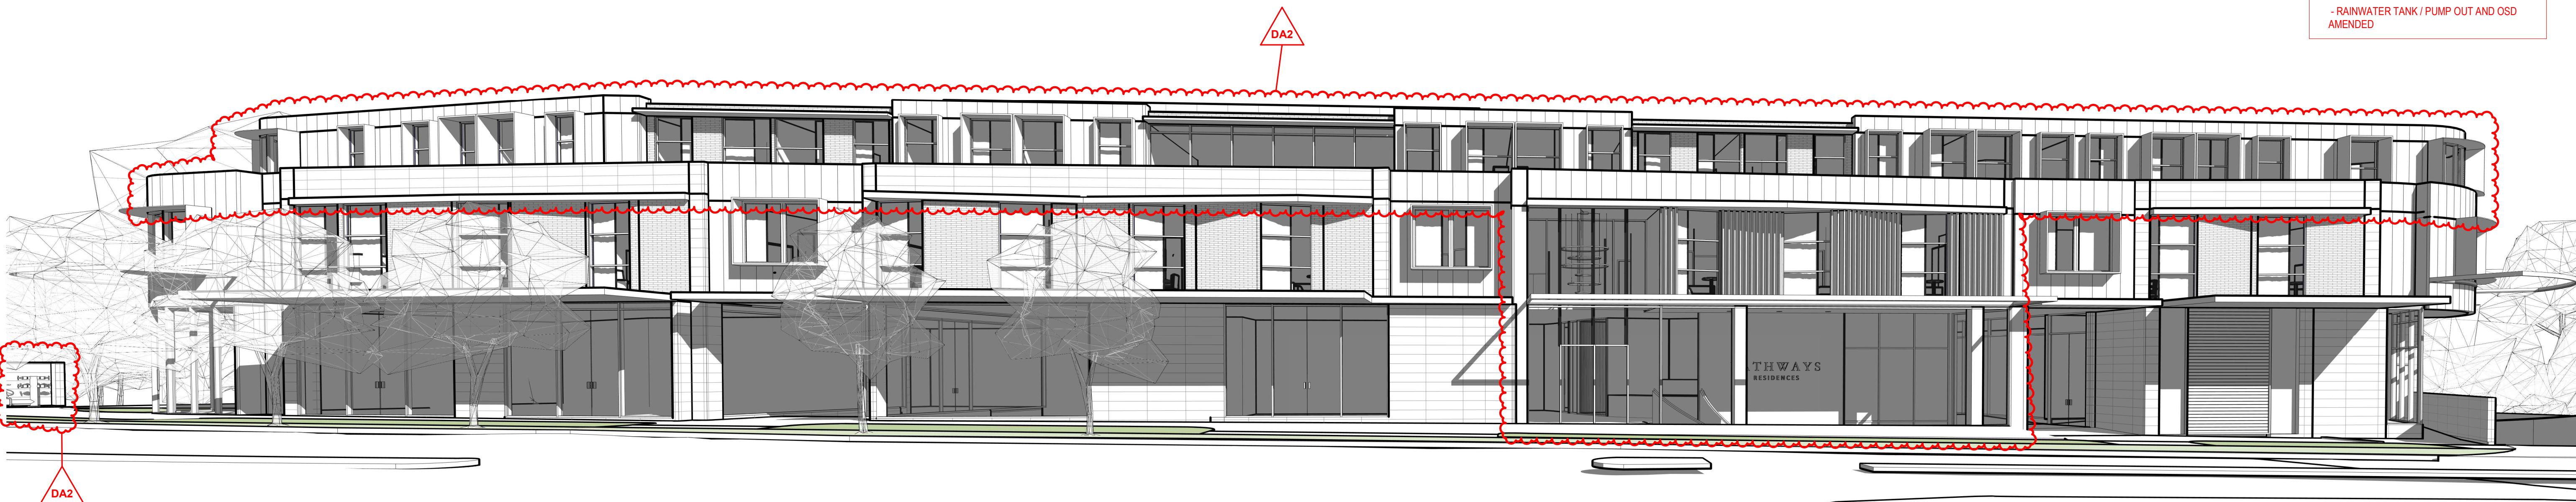 DA2
- RAINWATER TANK / PUMP OUT AND OSD
AMENDED
THWAYS
RESIDENCES
DA2